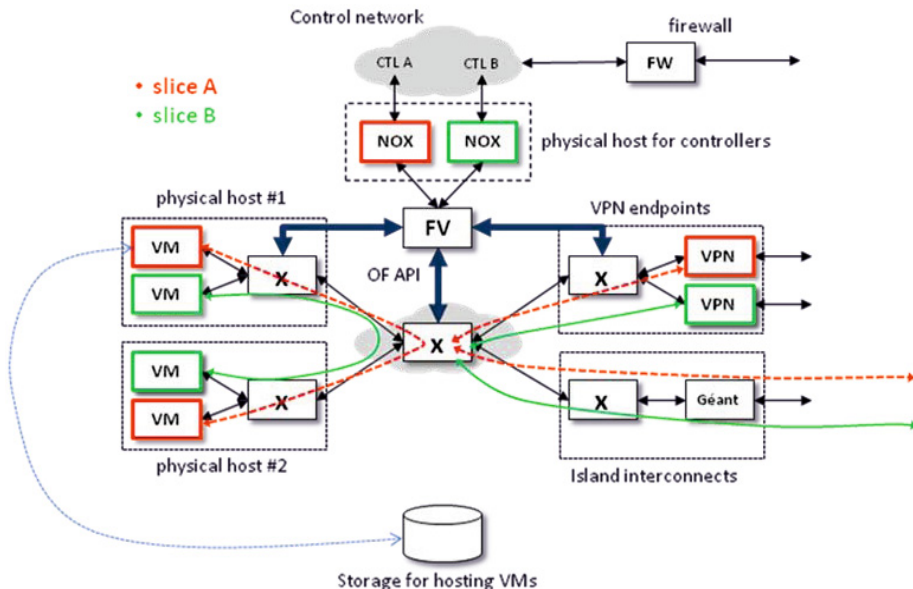 Control network
firewall
CTL A
CTL B
FW
• slice A
• slice B
NOX
NOX
physical host for controllers
physical host #1
VPN endpoints
FV
VM
X
VM
OF API
X
VPN
VPN
X
VM
X
VM
X
Géant
physical host #2
Island interconnects
Storage for hosting VMs